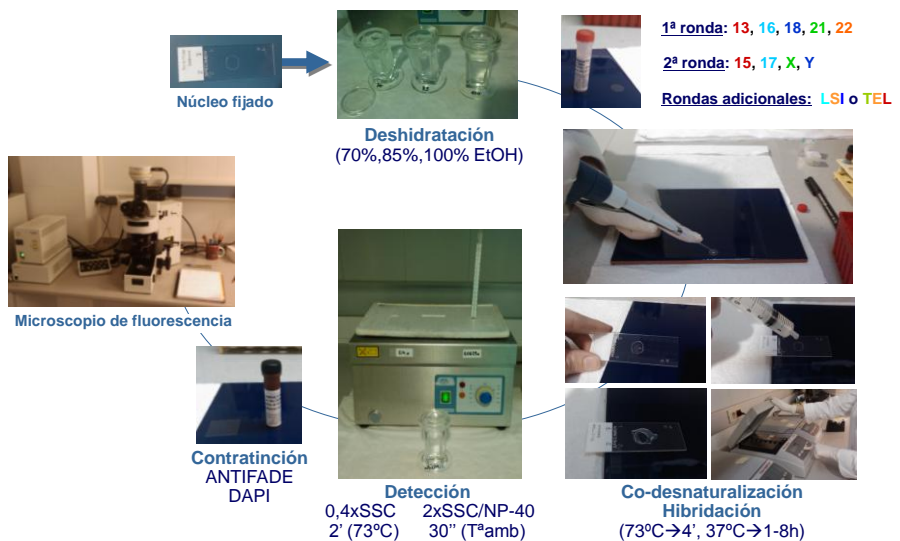 Núcleo fijado
Deshidratación
(70%,85%,100% EtOH)
1ª ronda: 13, 16, 18, 21, 22
2ª ronda: 15, 17, X, Y
Rondas adicionales: LSI o TEL
Microscopio de fluorescencia
Contratinción
ANTIFADE
DAPI
Detección
0,4xSSC 2xSSC/NP-40
2' (73ºC) 30'' (Tªamb)
Co-desnaturalización
Hibridación
(73ºC→4', 37ºC→1-8h)